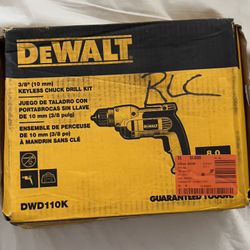 DEWALT
3/8" (10 mm)
KEYLESS CHUCK DRILL KIT
JUEGO DE TALADRO CON
PORTABROCAS SIN LLAVE
DE 10 mm (3/8 pulg)
ENSEMBLE DE PERCEUSE
DE 10 mm (3/8 po)
À MANDRIN SANS CLÉ
RLC
8.0
DWD110K
GUARANTEED TOUGH.